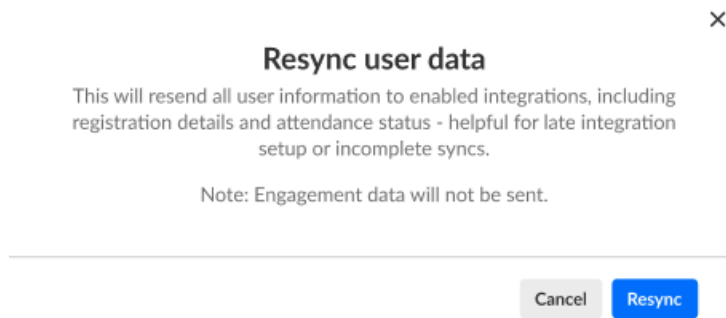 Resync user data
This will resend all user information to enabled integrations, including
registration details and attendance status - helpful for late integration
setup or incomplete syncs.
Note: Engagement data will not be sent.
Cancel
Resync